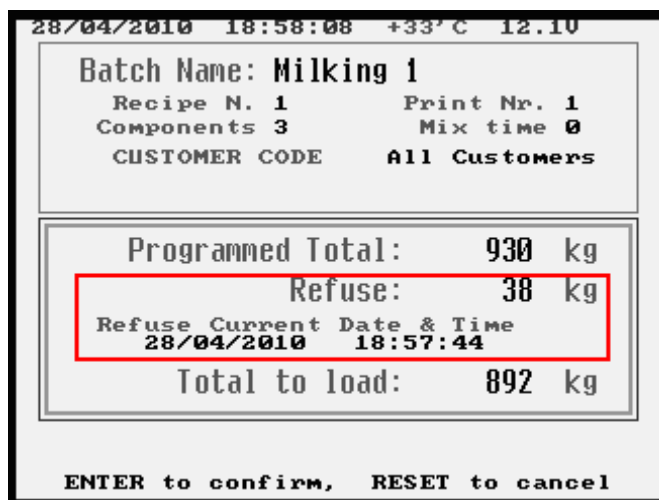 28/04/2010 18:58:08 +33°C 12.1V
Batch Name: Milking 1
Recipe N. 1 Print Nr. 1
Components 3 Mix time 0
CUSTOMER CODE All Customers
Programmed Total: 930 kg
Refuse: 38 kg
Refuse Current Date & Time
28/04/2010 18:57:44
Total to load: 892 kg
ENTER to confirm, RESET to cancel